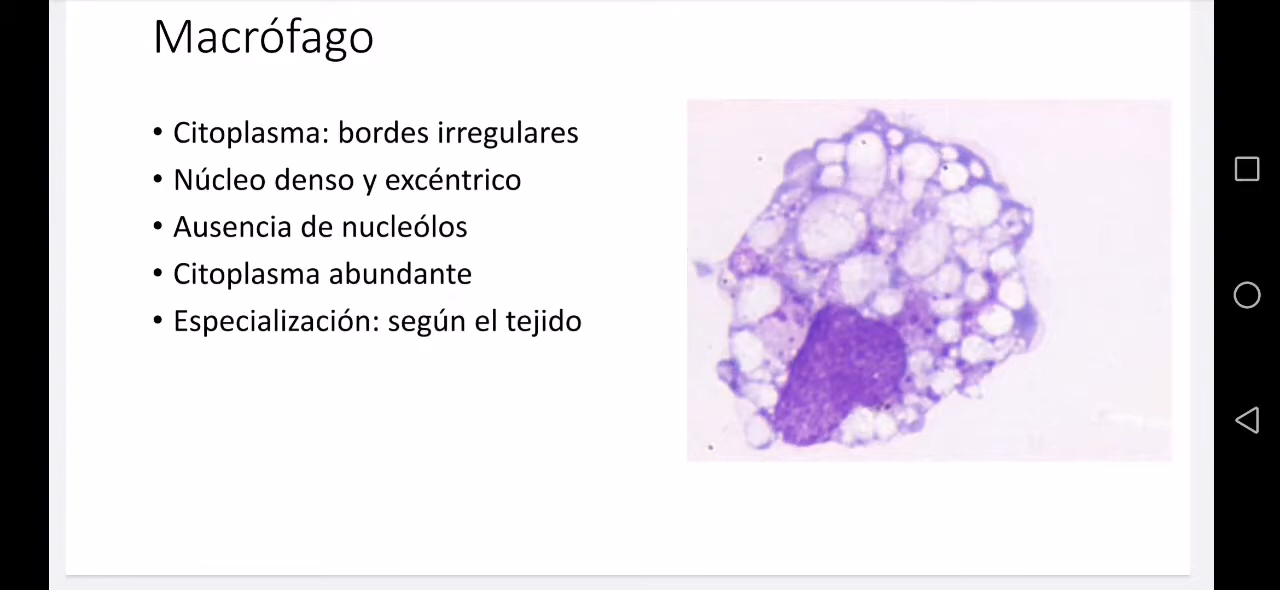 Macrófago
• Citoplasma: bordes irregulares
• Núcleo denso y excéntrico
• Ausencia de nucleólos
• Citoplasma abundante
• Especialización: según el tejido